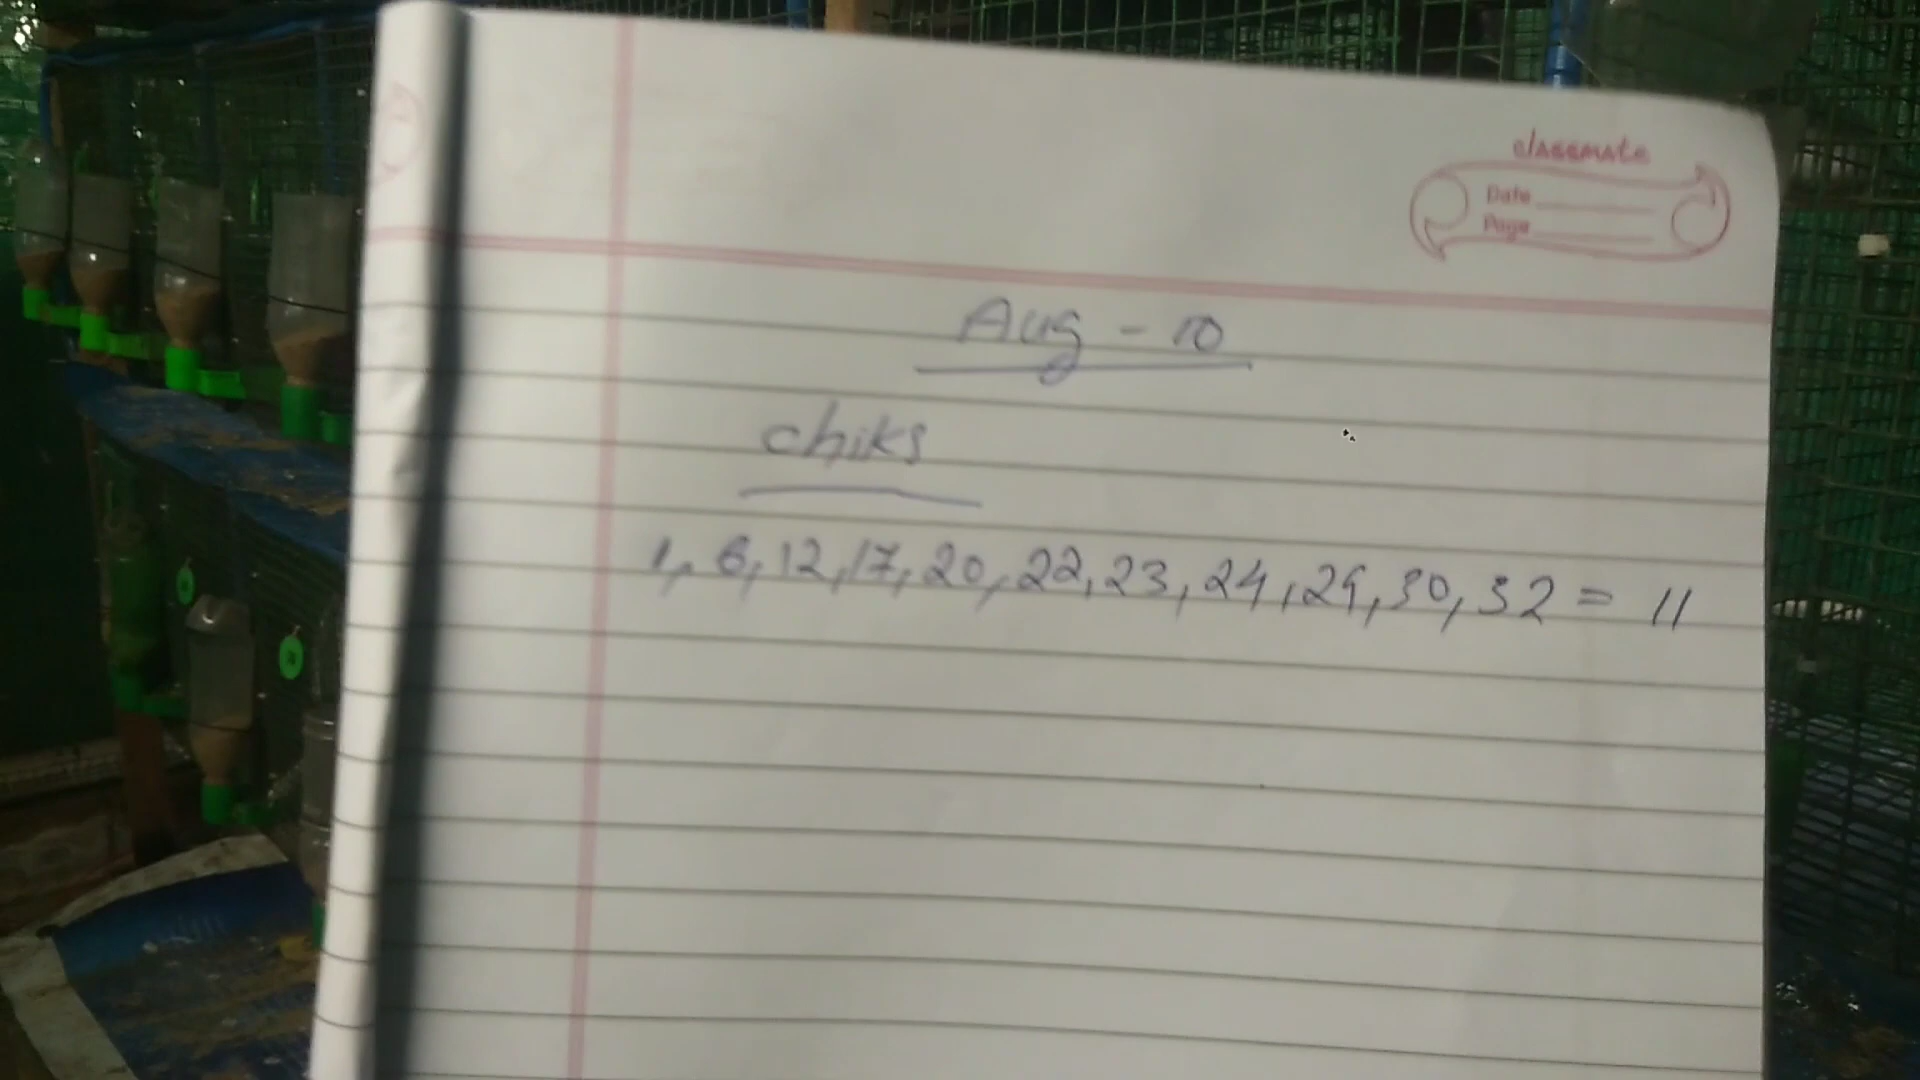 classmate
Date
Page
Aug - 10
chiks
1, 6, 12, 17, 20, 22, 23, 24, 29, 30, 32 = 11